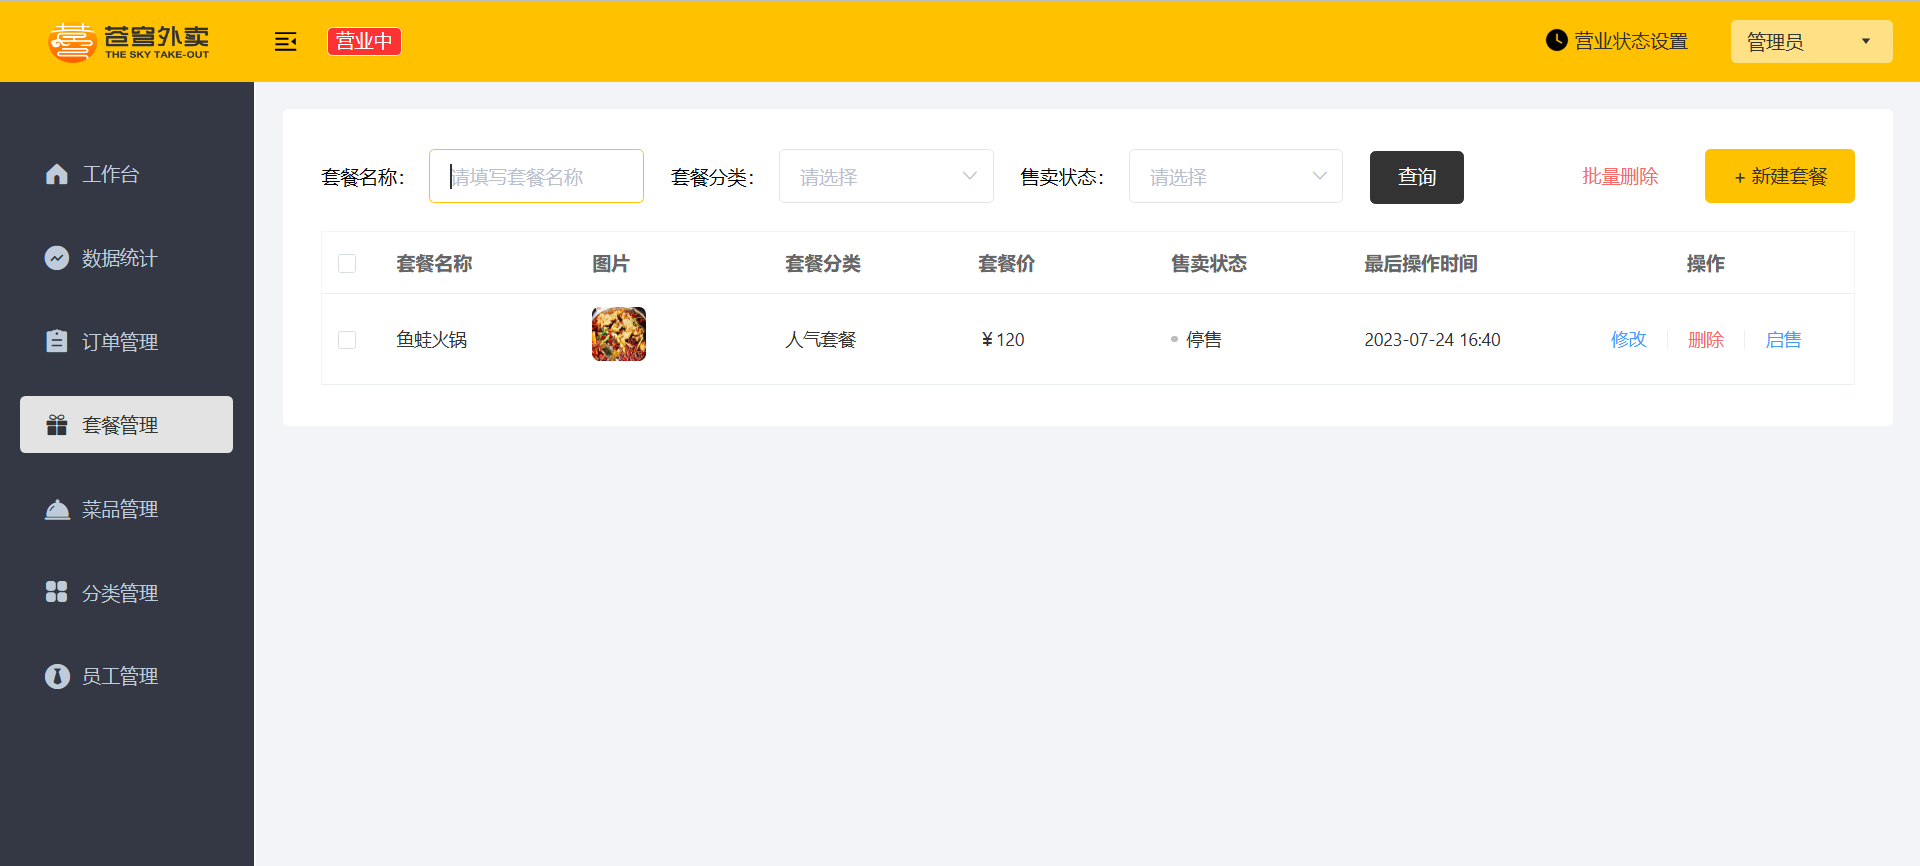 苍穹外卖
THE SKY TAKE-OUT
营业中
营业状态设置
管理员
工作台
数据统计
订单管理
套餐管理
菜品管理
分类管理
员工管理
套餐名称：
请填写套餐名称
套餐分类：
请选择
售卖状态：
请选择
查询
批量删除
+ 新建套餐
套餐名称 图片 套餐分类 套餐价 售卖状态 最后操作时间 操作
鱼蛙火锅 人气套餐 ¥120 停售 2023-07-24 16:40 修改 删除 启售